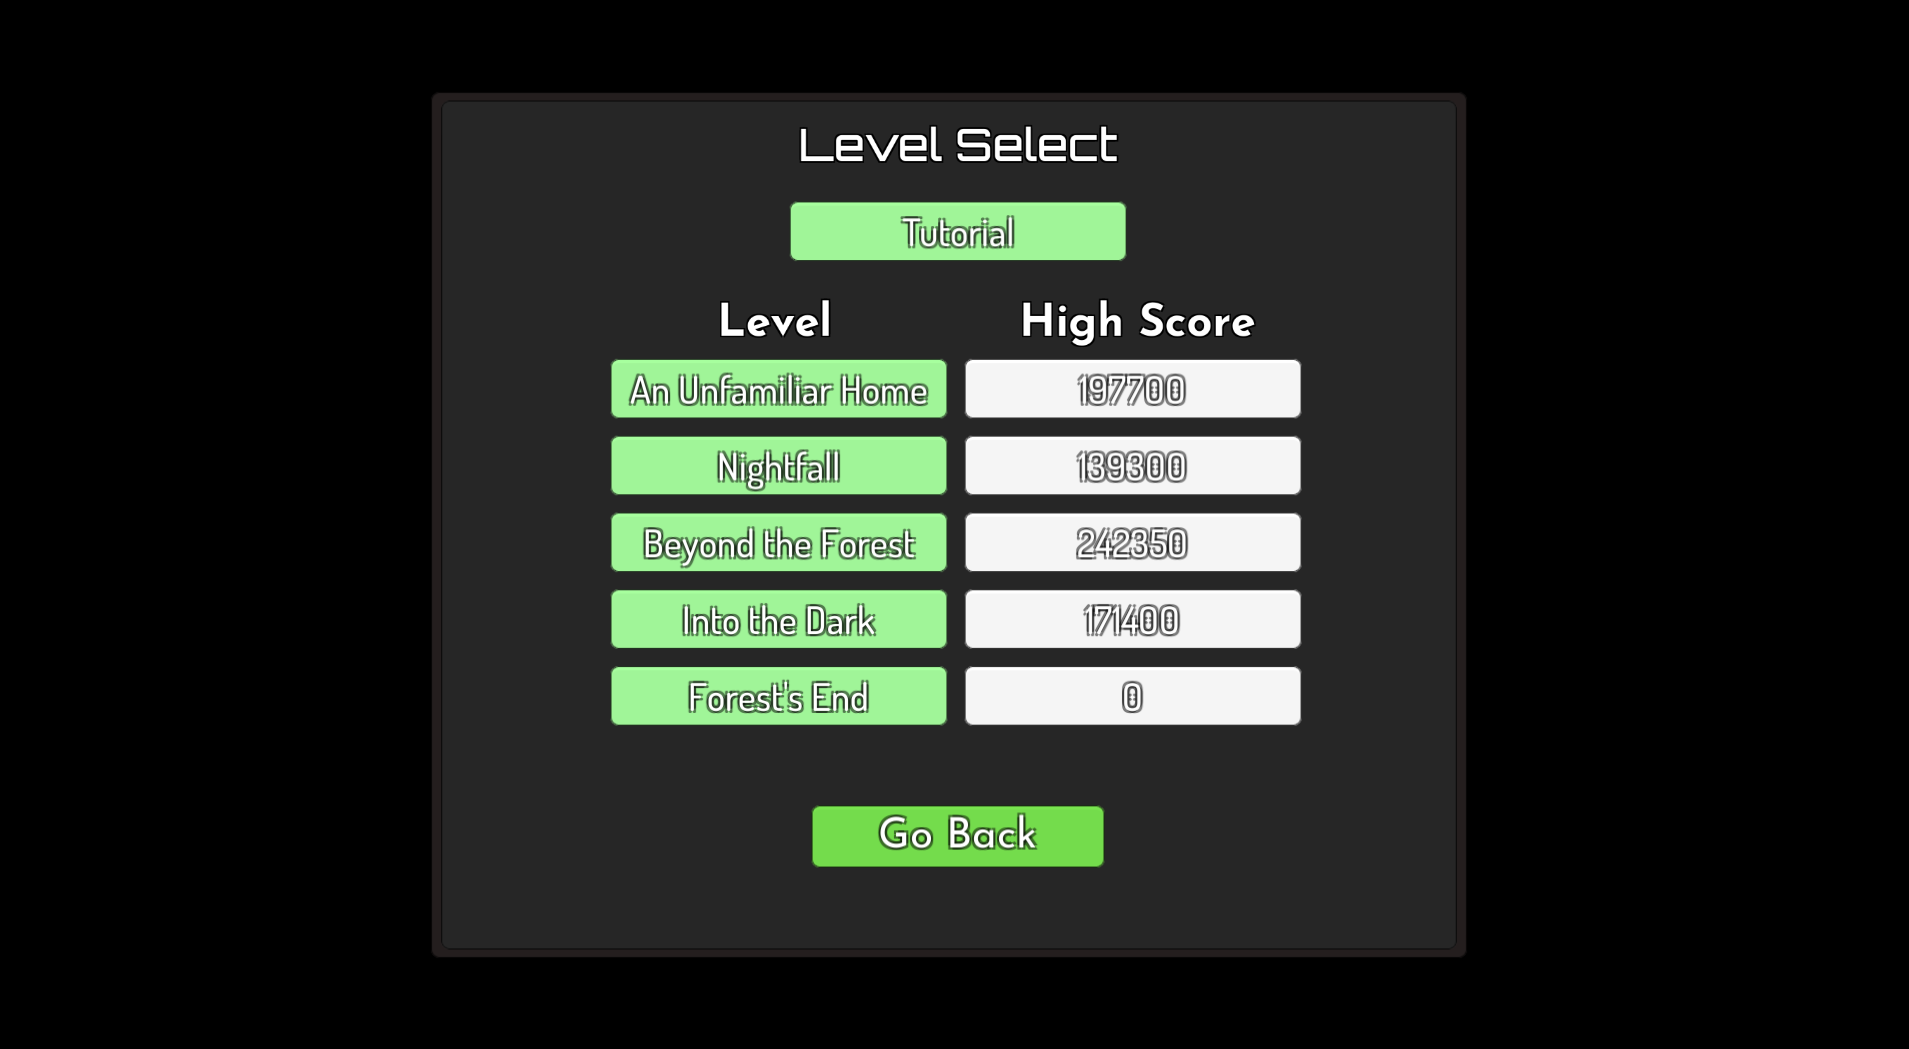 Level Select
Tutorial
Level High Score
An Unfamiliar Home 197700
Nightfall 139300
Beyond the Forest 242350
Into the Dark 171400
Forest's End 0
Go Back